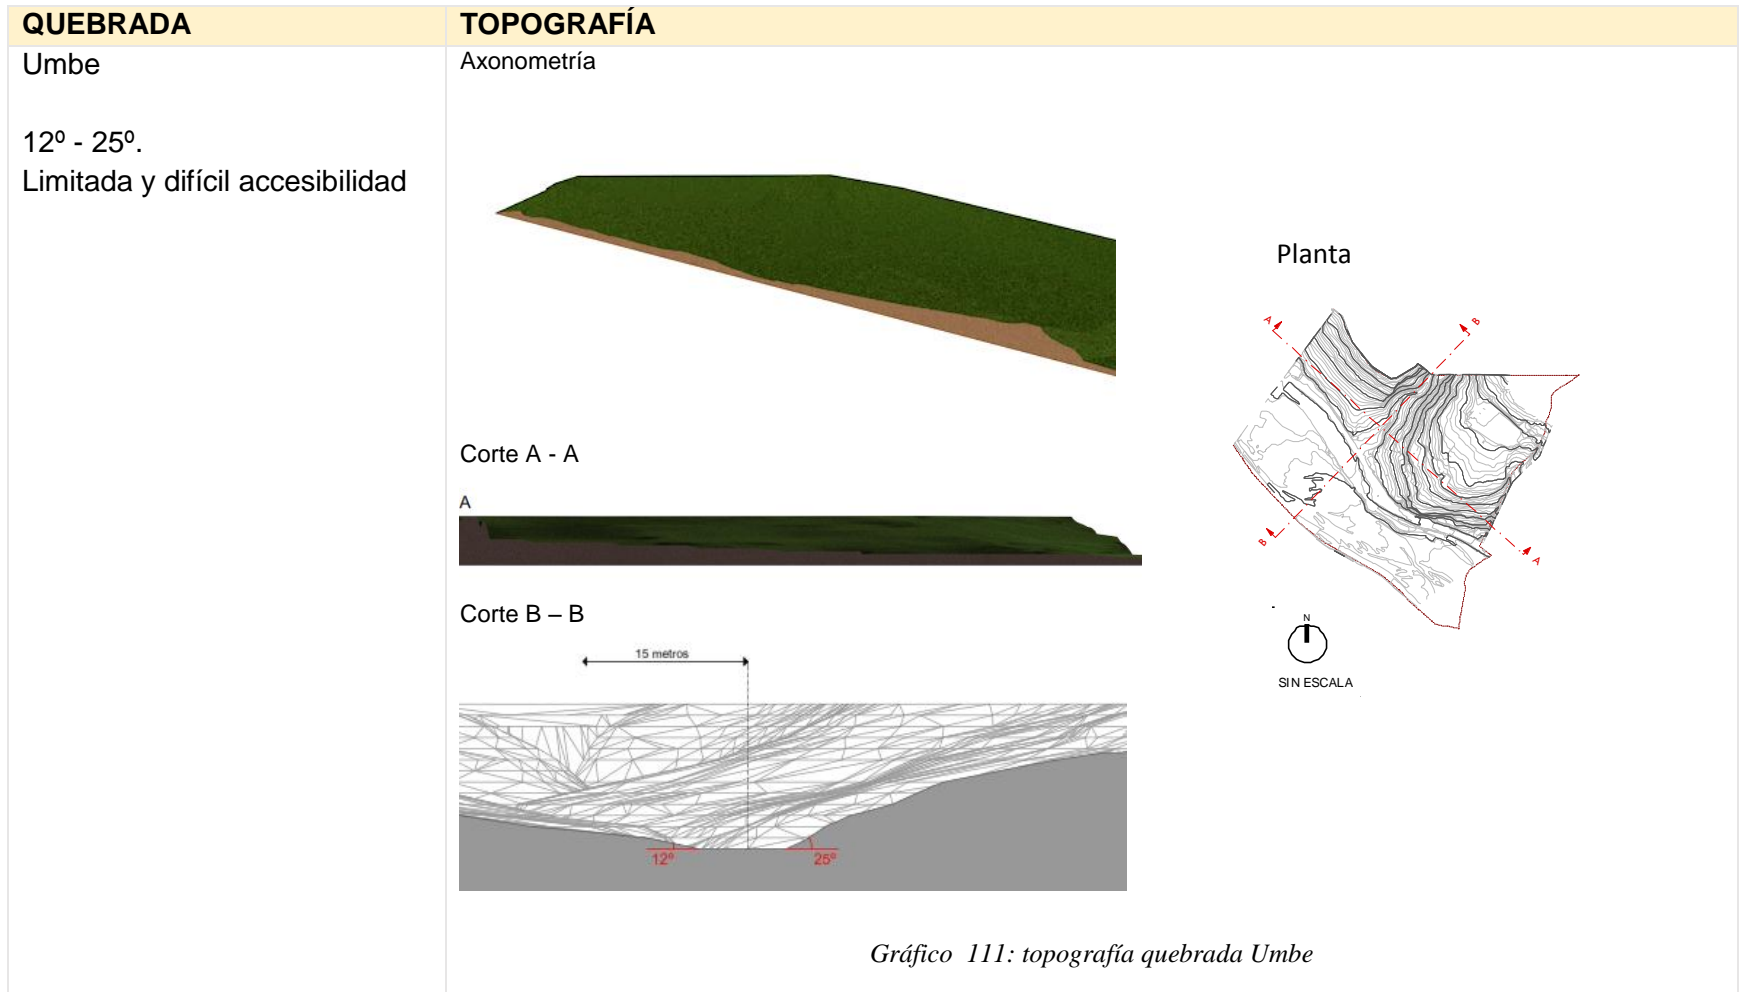 QUEBRADA
TOPOGRAFÍA
Umbe
12º - 25º.
Limitada y difícil accesibilidad
Axonometría
Planta
A
B
B
A
N
SIN ESCALA
Corte A - A
A
Corte B – B
15 metros
12º
25º
Gráfico 111: topografía quebrada Umbe